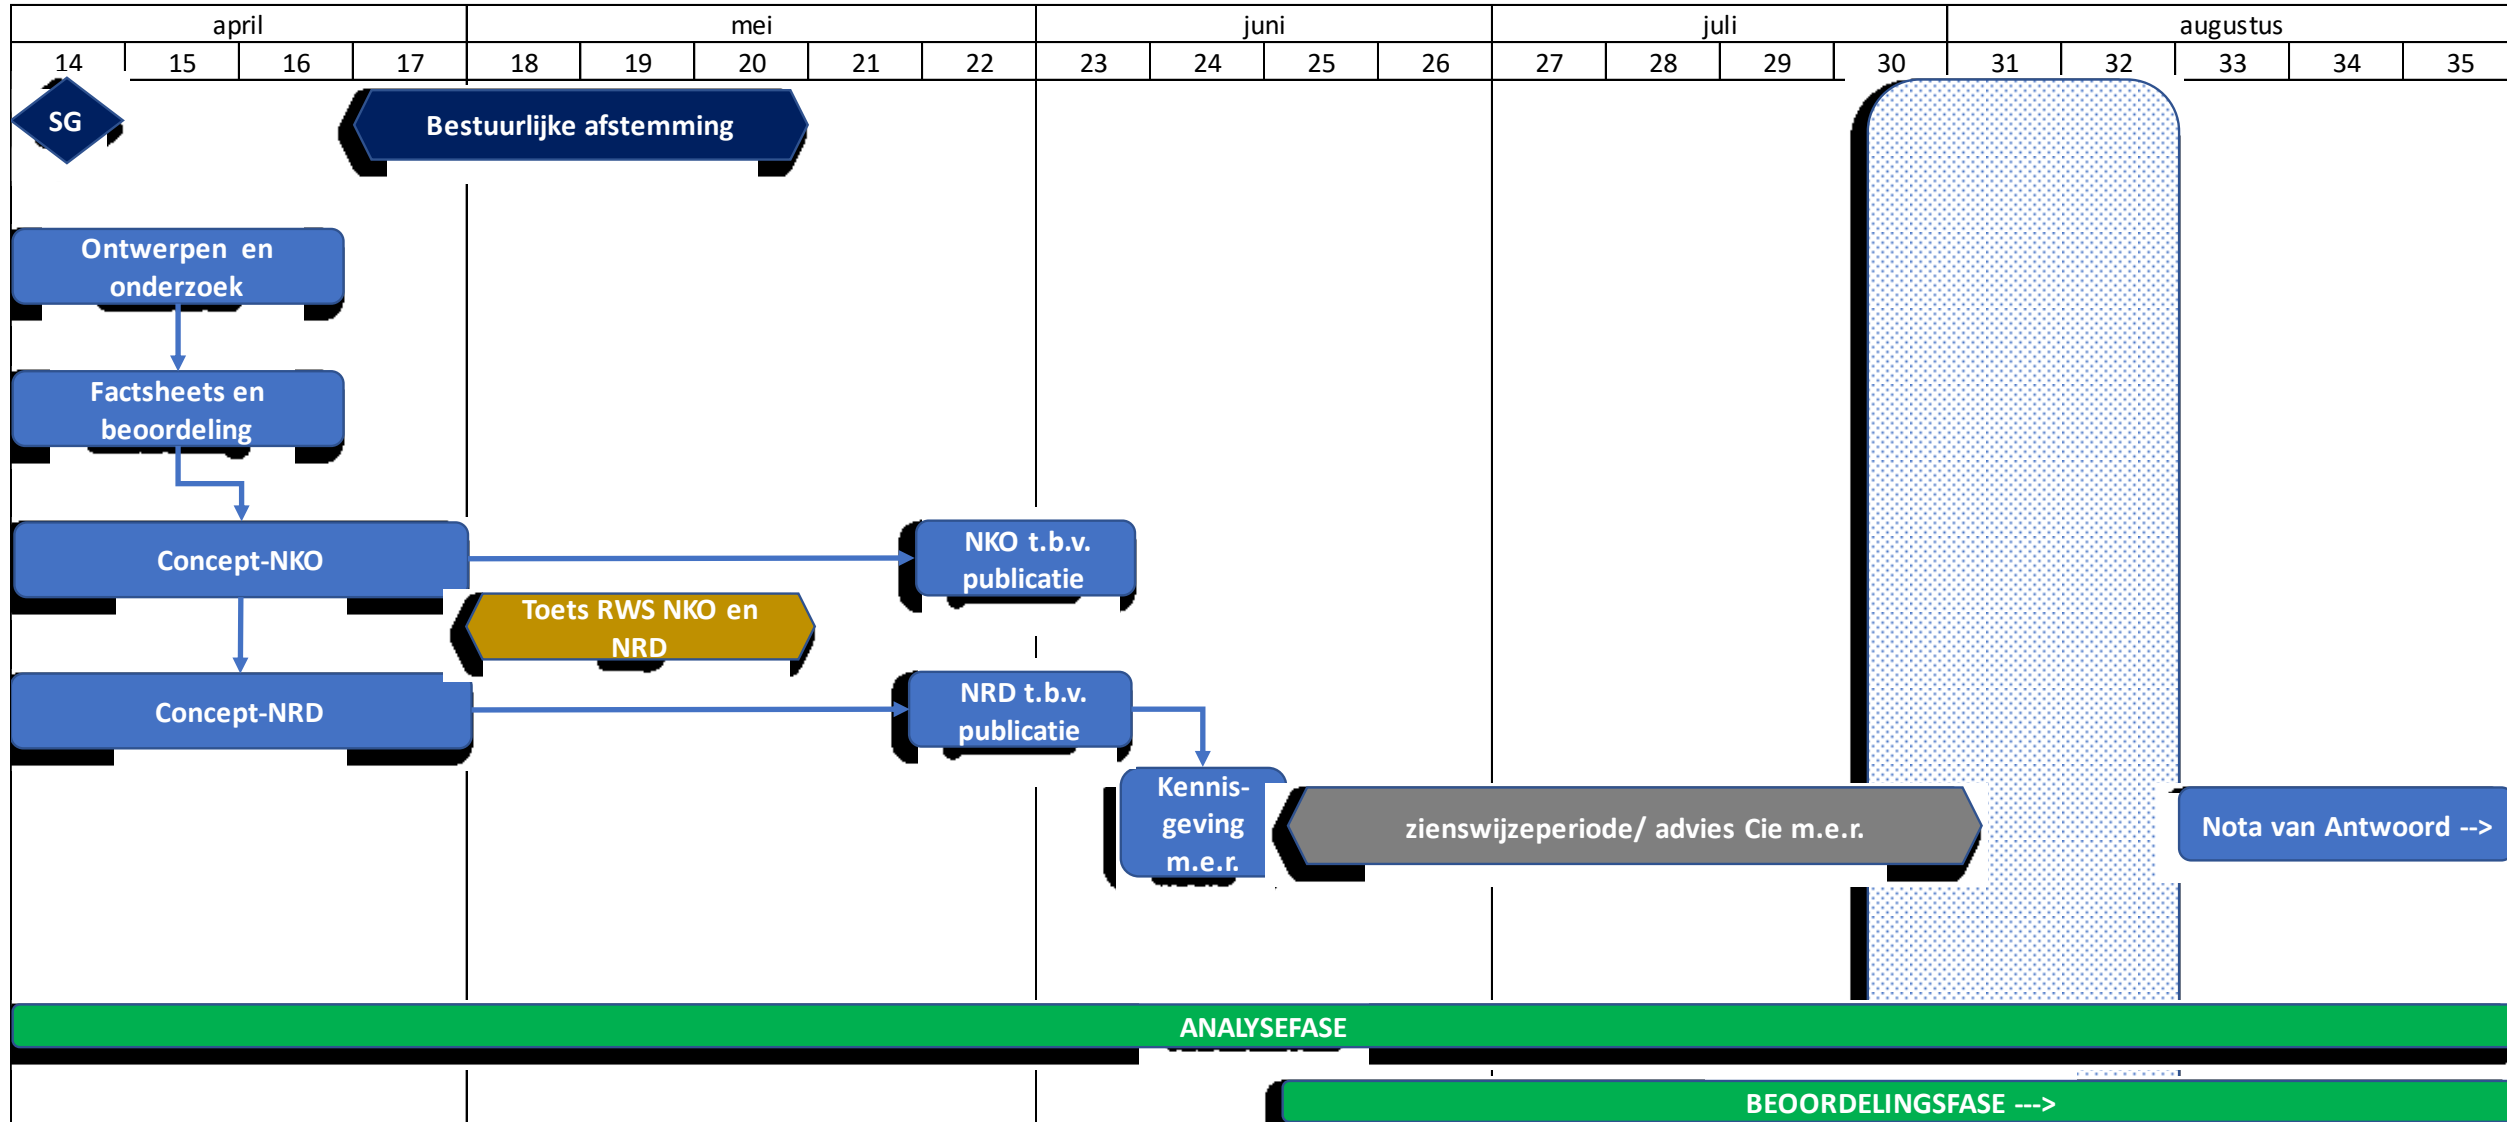 april mei juni juli augustus
14 15 16 17 18 19 20 21 22 23 24 25 26 27 28 29 30 31 32 33 34 35
SG
Bestuurlijke afstemming
Ontwerpen en
onderzoek
Factsheets en
beoordeling
Concept-NKO
NKO t.b.v.
publicatie
Toets RWS NKO en
NRD
Concept-NRD
NRD t.b.v.
publicatie
Kennis-
geving
m.e.r.
zienswijzeperiode/ advies Cie m.e.r.
Nota van Antwoord -->
ANALYSEFASE
BEOORDELINGSFASE --->